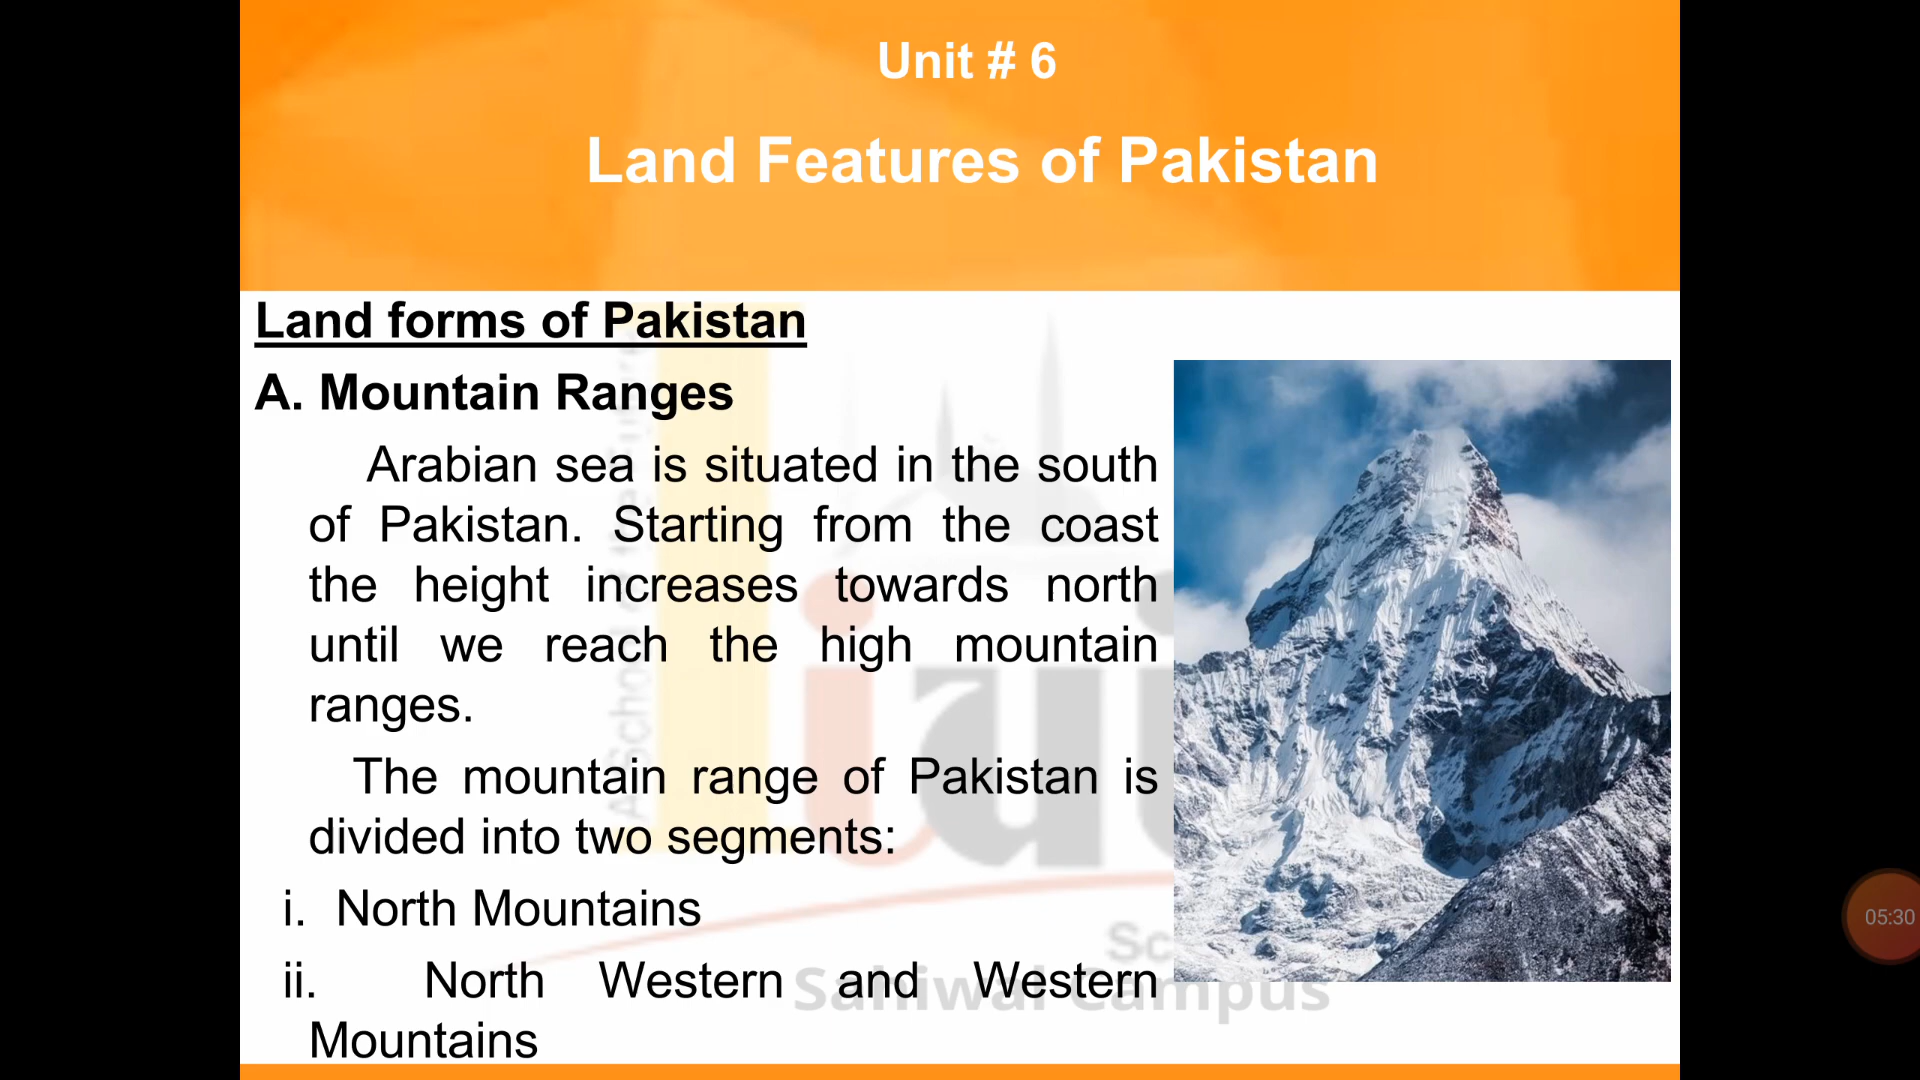 Unit # 6
Land Features of Pakistan
Land forms of Pakistan
A. Mountain Ranges
Arabian sea is situated in the south
of Pakistan. Starting from the coast
the height increases towards north
until we reach the high mountain
ranges.
The mountain range of Pakistan is
divided into two segments:
i. North Mountains
ii. North Western and Western
Mountains
Sahiwal Campus
05:30